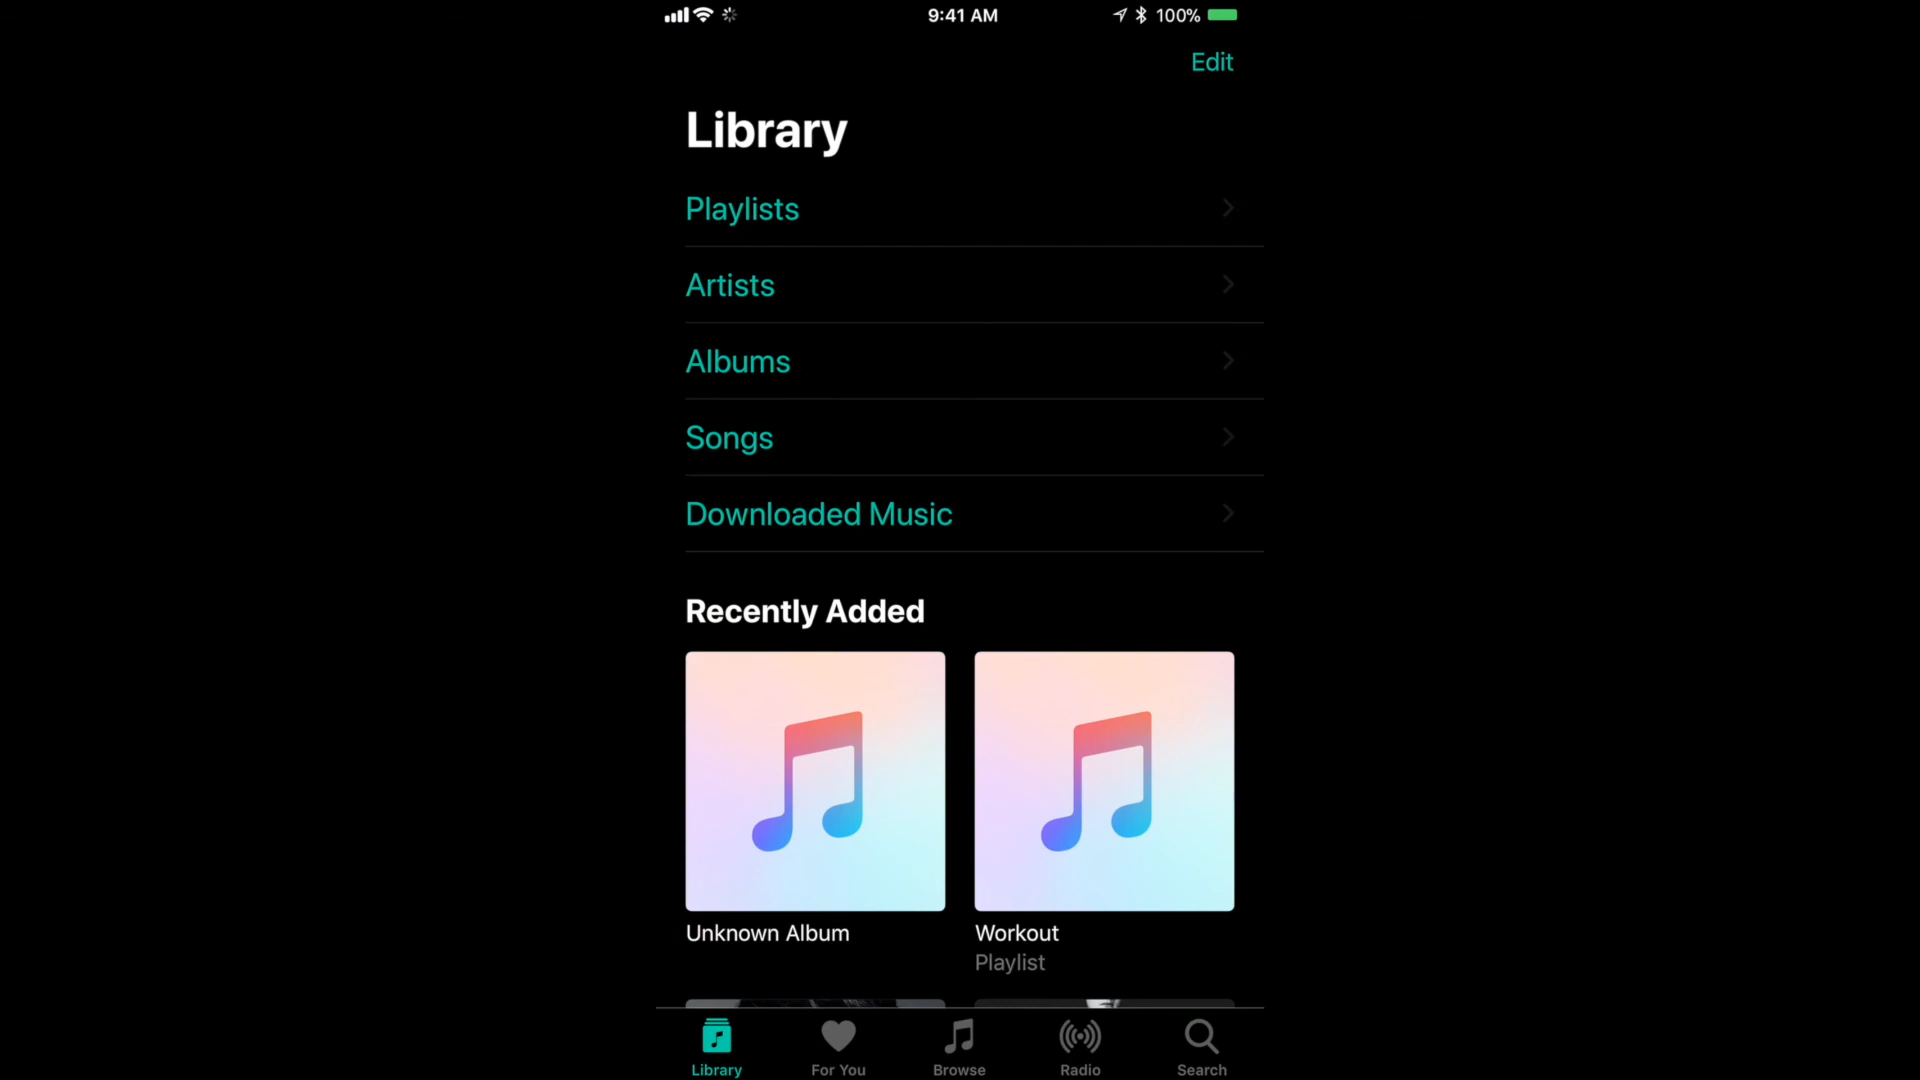 9:41 AM
100%
Edit
Library
Playlists
Artists
Albums
Songs
Downloaded Music
Recently Added
Unknown Album
Workout
Playlist
Library
For You
Browse
Radio
Search